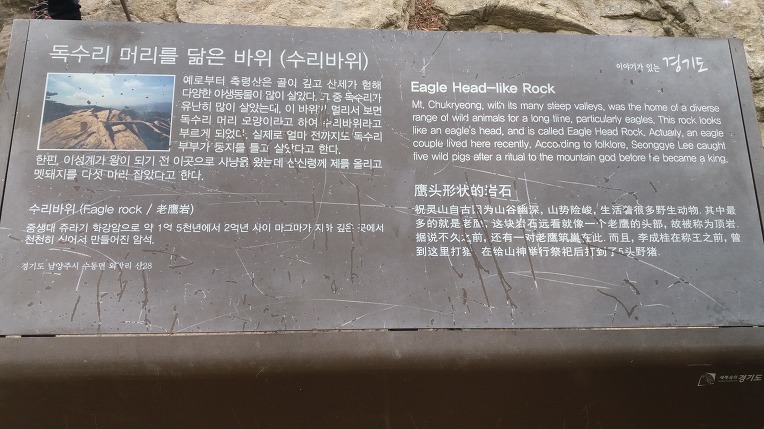 독수리 머리를 닮은 바위 (수리바위)
이야기가 있는 경기도
예로부터 축령산은 골이 깊고 산세가 험해
다양한 야생동물이 많이 살았다. 그 중 독수리가
유난히 많이 살았는데, 이 바위가 멀리서 보면
독수리 머리 모양이라고 하여 수리바위라고
부르게 되었다. 실제로 얼마 전까지도 독수리
부부가 둥지를 틀고 살았다고 한다.
한편, 이성계가 왕이 되기 전 이곳으로 사냥을 왔는데 산신령께 제를 올리고
멧돼지를 다섯 마리 잡았다고 한다.
수리바위 (Eagle rock / 老鷹岩)
중생대 쥬라기 화강암으로 약 1억 5천년에서 2억년 사이 마그마가 지하 깊은 곳에서
천천히 식어서 만들어진 암석.
경기도 남양주시 수동면 외방리 산28
Eagle Head-like Rock
Mt. Chukryeong, with its many steep valleys, was the home of a diverse
range of wild animals for a long time, particularly eagles. This rock looks
like an eagle's head, and is called Eagle Head Rock. Actually, an eagle
couple lived here recently. According to folklore, Seonggye Lee caught
five wild pigs after a ritual to the mountain god before he became a king.
鹰头形状的岩石
祝灵山自古因为山谷幽深，山势险峻，生活着很多野生动物. 其中最
多的就是老鹰. 这块岩石远看就像一个老鹰的头部，故被称为顶岩.
据说不久之前，还有一对老鹰筑巢在此. 而且，李成桂在称王之前，曾
到这里打猎. 在给山神举行祭祀后打到了5头野猪.
경기도